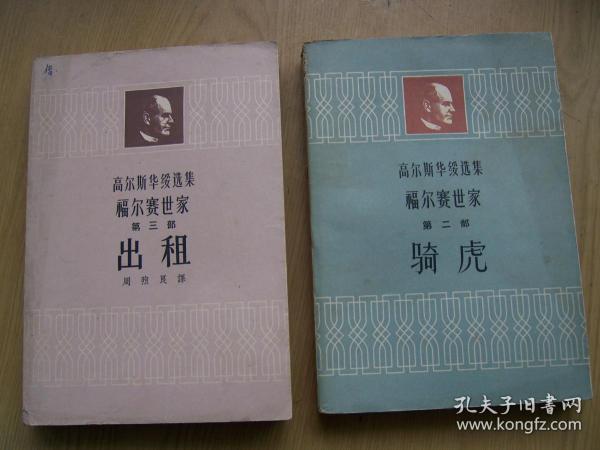 高尔斯华绥选集
福尔赛世家
第三部
出租
周煦良譯
高尔斯华绥选集
福尔赛世家
第二部
骑虎
孔夫子旧书网
www.kongfz.com